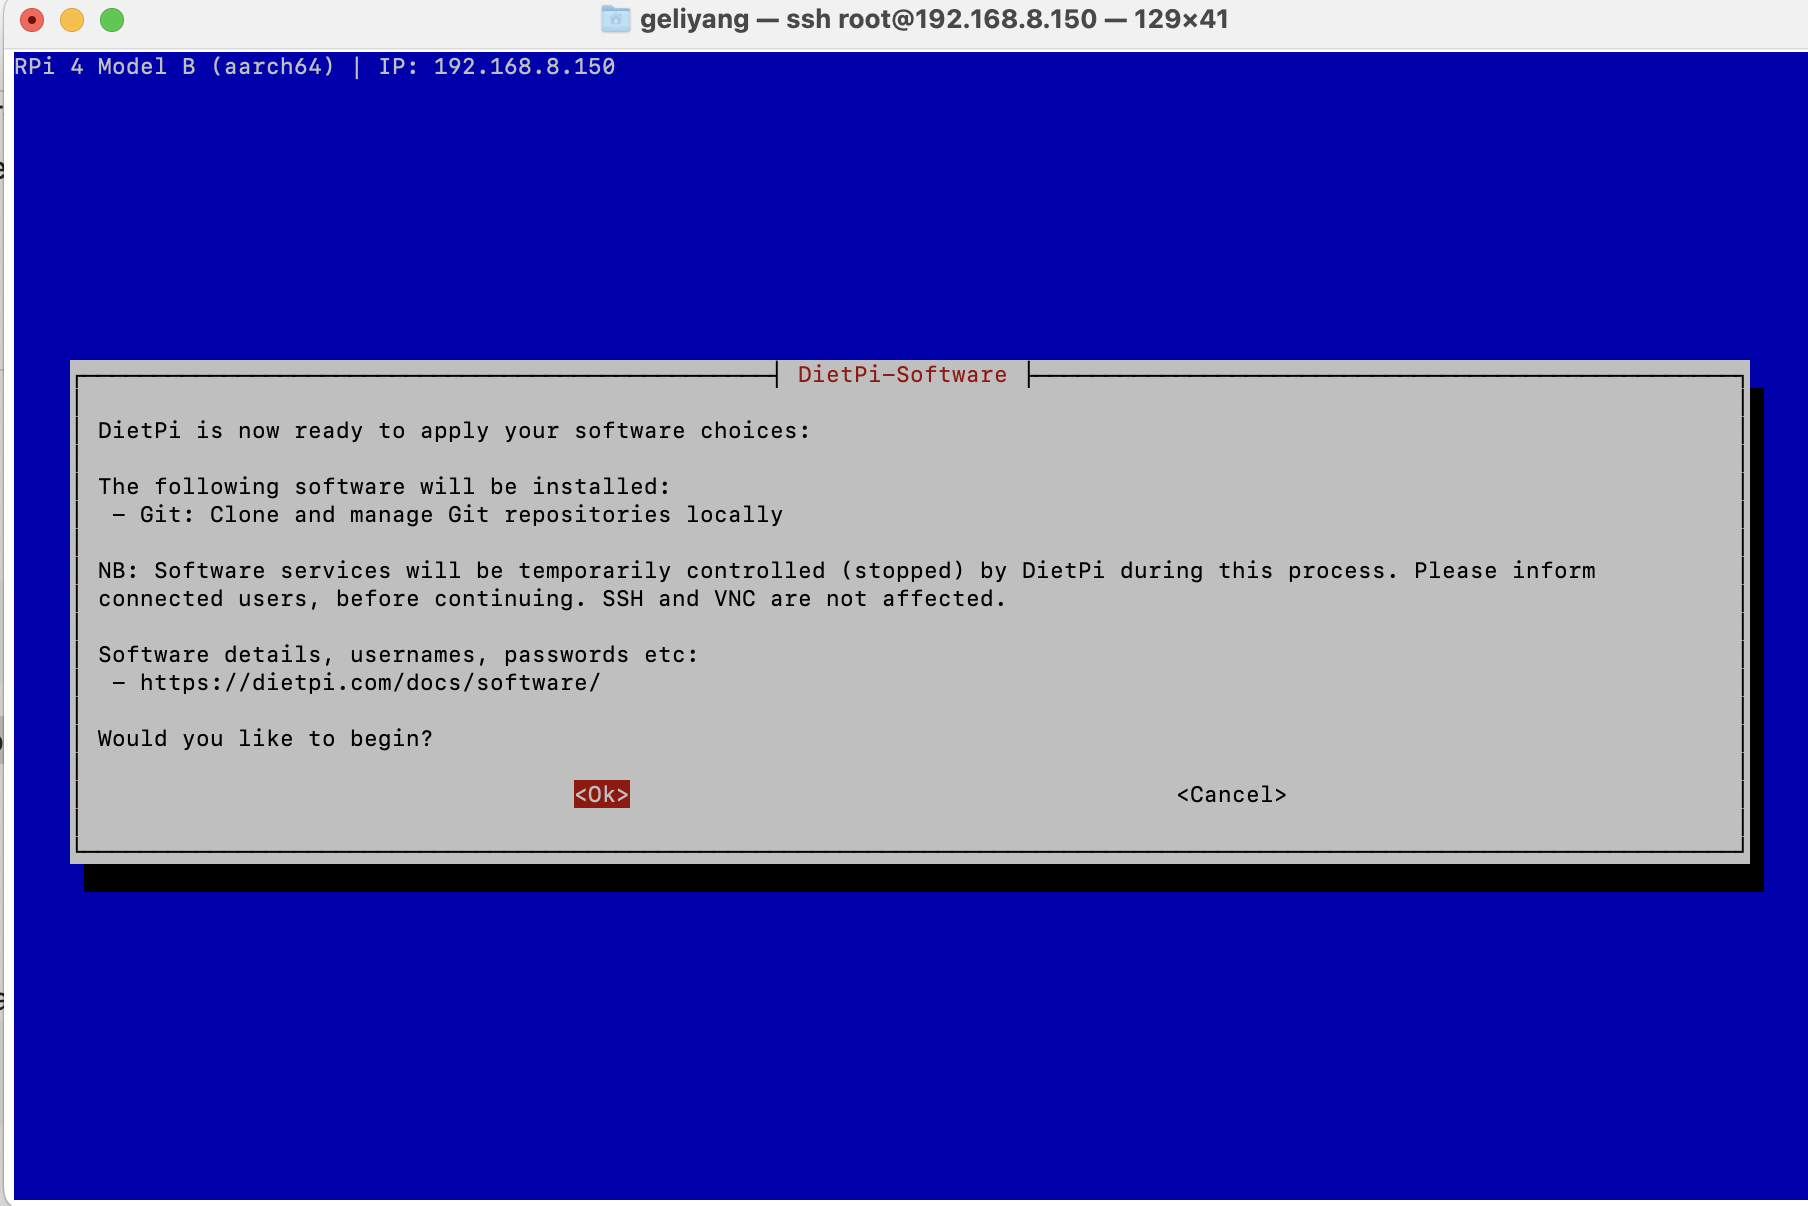 geliyang — ssh root@192.168.8.150 — 129×41
RPi 4 Model B (aarch64) | IP: 192.168.8.150
DietPi-Software
DietPi is now ready to apply your software choices:
The following software will be installed:
- Git: Clone and manage Git repositories locally
NB: Software services will be temporarily controlled (stopped) by DietPi during this process. Please inform
connected users, before continuing. SSH and VNC are not affected.
Software details, usernames, passwords etc:
- https://dietpi.com/docs/software/
Would you like to begin?
<Ok> <Cancel>